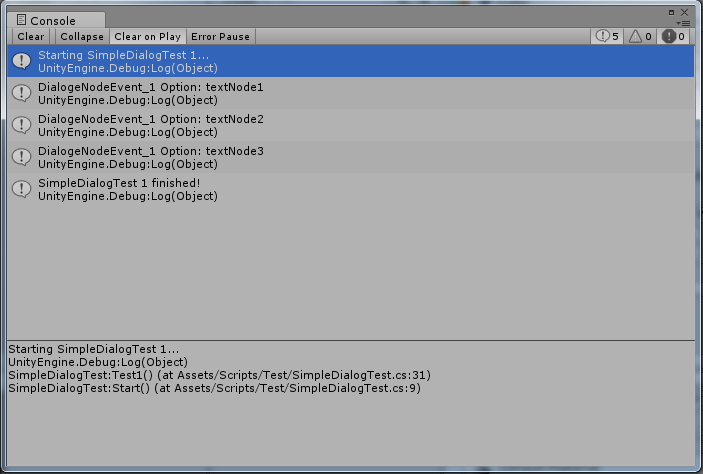 Console
Clear Collapse Clear on Play Error Pause 5 0 0
Starting SimpleDialogTest 1...
UnityEngine.Debug:Log(Object)
DialogeNodeEvent_1 Option: textNode1
UnityEngine.Debug:Log(Object)
DialogeNodeEvent_1 Option: textNode2
UnityEngine.Debug:Log(Object)
DialogeNodeEvent_1 Option: textNode3
UnityEngine.Debug:Log(Object)
SimpleDialogTest 1 finished!
UnityEngine.Debug:Log(Object)
Starting SimpleDialogTest 1...
UnityEngine.Debug:Log(Object)
SimpleDialogTest:Test1() (at Assets/Scripts/Test/SimpleDialogTest.cs:31)
SimpleDialogTest:Start() (at Assets/Scripts/Test/SimpleDialogTest.cs:9)